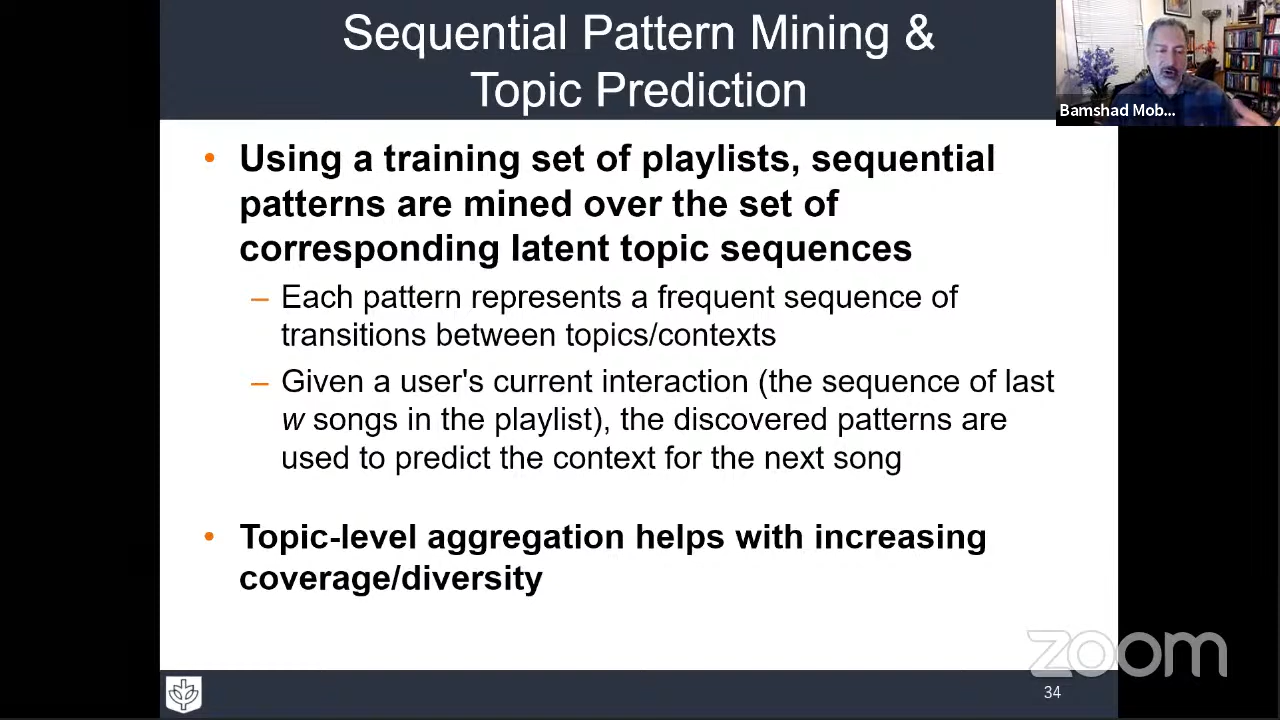 Sequential Pattern Mining &
Topic Prediction
Bamshad Mob...
• Using a training set of playlists, sequential
patterns are mined over the set of
corresponding latent topic sequences
– Each pattern represents a frequent sequence of
transitions between topics/contexts
– Given a user's current interaction (the sequence of last
w songs in the playlist), the discovered patterns are
used to predict the context for the next song
• Topic-level aggregation helps with increasing
coverage/diversity
zoom
34